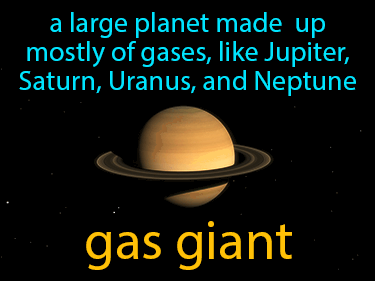 a large planet made  up
mostly of gases, like Jupiter,
Saturn, Uranus, and Neptune
gas giant